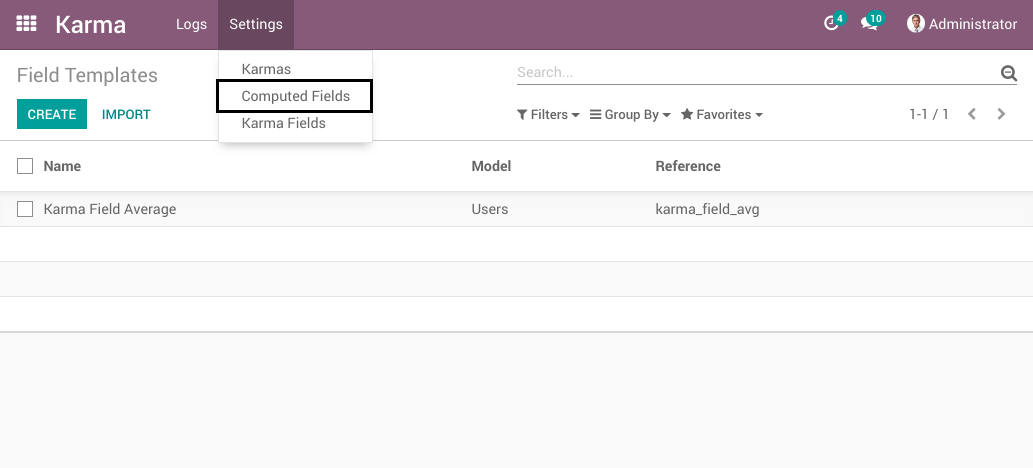 Karma Logs Settings 4 10 Administrator
Field Templates
Karmas
Computed Fields
Karma Fields
Search...
CREATE IMPORT
Filters Group By Favorites 1-1 / 1
Name Model Reference
Karma Field Average Users karma_field_avg